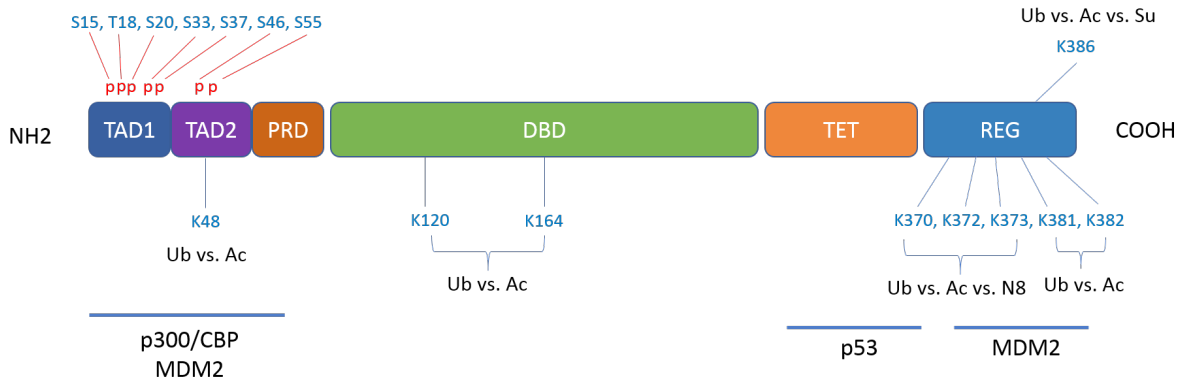 S15, T18, S20, S33, S37, S46, S55
Ub vs. Ac vs. Su
K386
p p p p p p p
NH2
TAD1
TAD2
PRD
DBD
TET
REG
COOH
K48
K120
K164
K370, K372, K373, K381, K382
Ub vs. Ac
Ub vs. Ac
Ub vs. Ac vs. N8
Ub vs. Ac
p300/CBP
MDM2
p53
MDM2